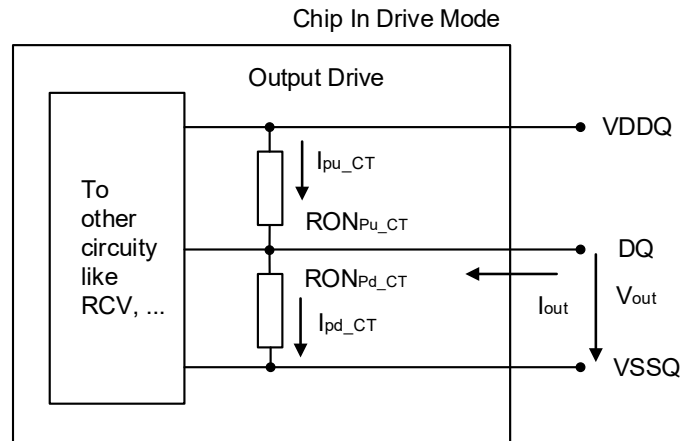 Chip In Drive Mode
Output Drive
To
other
circuity
like
RCV, ...
VDDQ
Ipu_CT
RONPu_CT
DQ
RONPd_CT
Ipd_CT
Iout
Vout
VSSQ